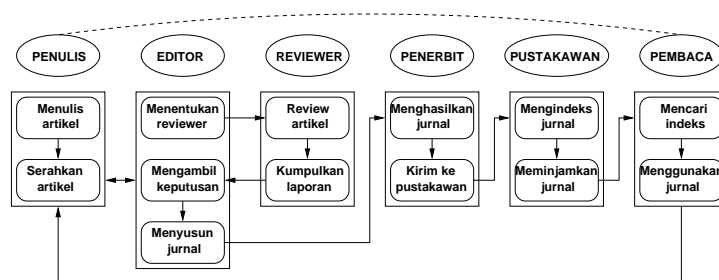 PENULIS
EDITOR
REVIEWER
PENERBIT
PUSTAKAWAN
PEMBACA
Menulis
artikel
Serahkan
artikel
Menentukan
reviewer
Mengambil
keputusan
Menyusun
jurnal
Review
artikel
Kumpulkan
laporan
Menghasilkan
jurnal
Kirim ke
pustakawan
Mengindeks
jurnal
Meminjamkan
jurnal
Mencari
indeks
Menggunakan
jurnal